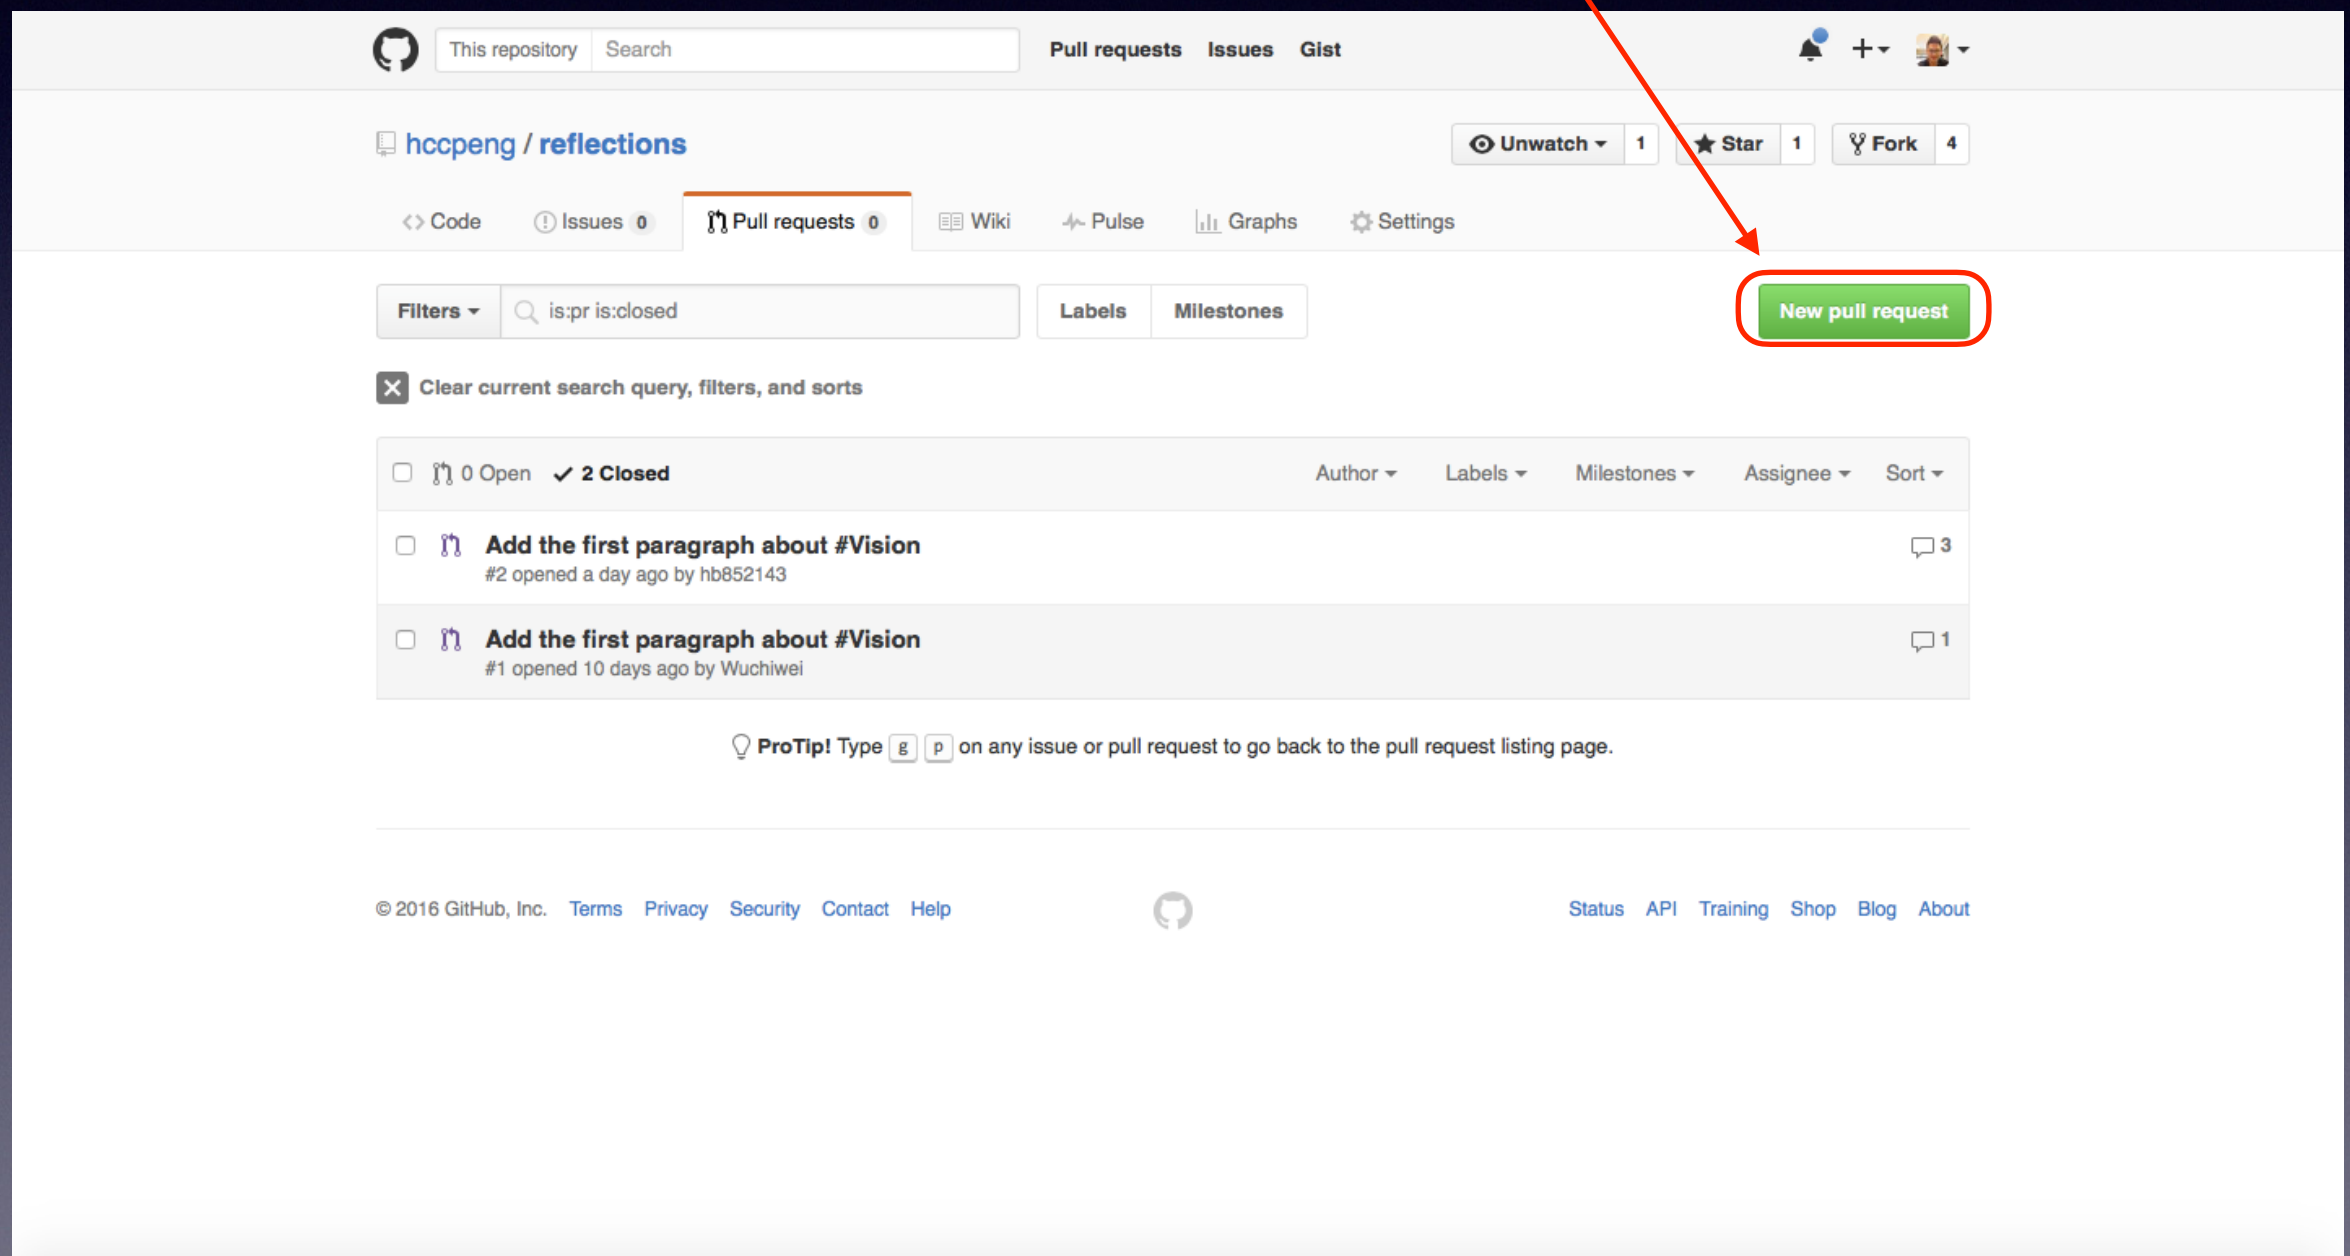 This repository Search Pull requests Issues Gist
hccpeng / reflections Unwatch 1 Star 1 Fork 4
Code Issues 0 Pull requests 0 Wiki Pulse Graphs Settings
Filters is:pr is:closed Labels Milestones New pull request
Clear current search query, filters, and sorts
0 Open 2 Closed Author Labels Milestones Assignee Sort
Add the first paragraph about #Vision 3
#2 opened a day ago by hb852143
Add the first paragraph about #Vision 1
#1 opened 10 days ago by Wuchiwei
ProTip! Type g p on any issue or pull request to go back to the pull request listing page.
© 2016 GitHub, Inc. Terms Privacy Security Contact Help Status API Training Shop Blog About